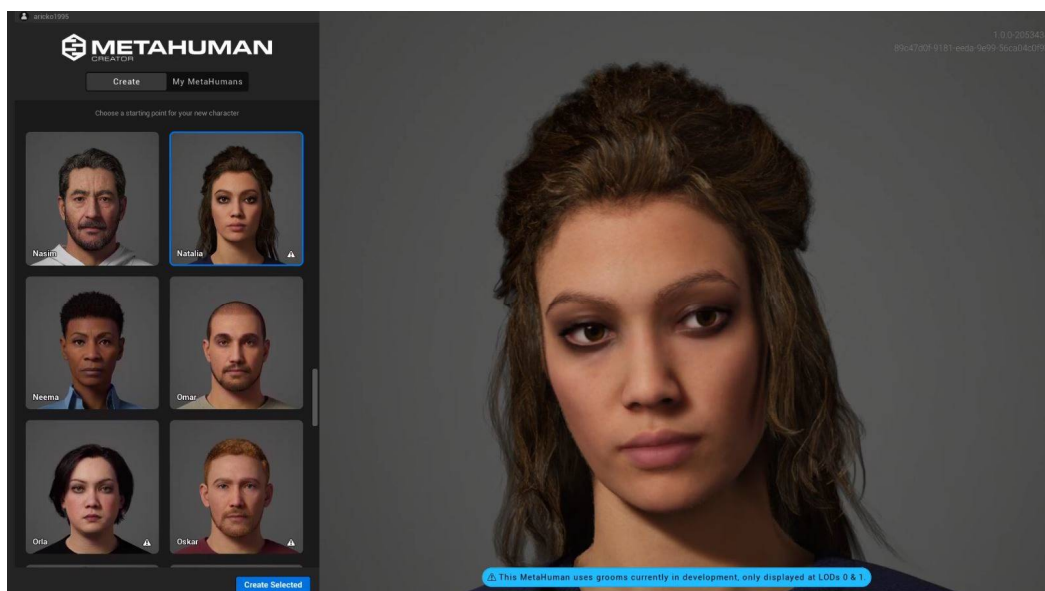 aricko1995
METAHUMAN
CREATOR
Create
My MetaHumans
Choose a starting point for your new character
Nasim
Natalia
Neema
Omar
Orla
Oskar
Create Selected
1.0.0-205343
⚠ This MetaHuman uses grooms currently in development, only displayed at LODs 0 & 1.